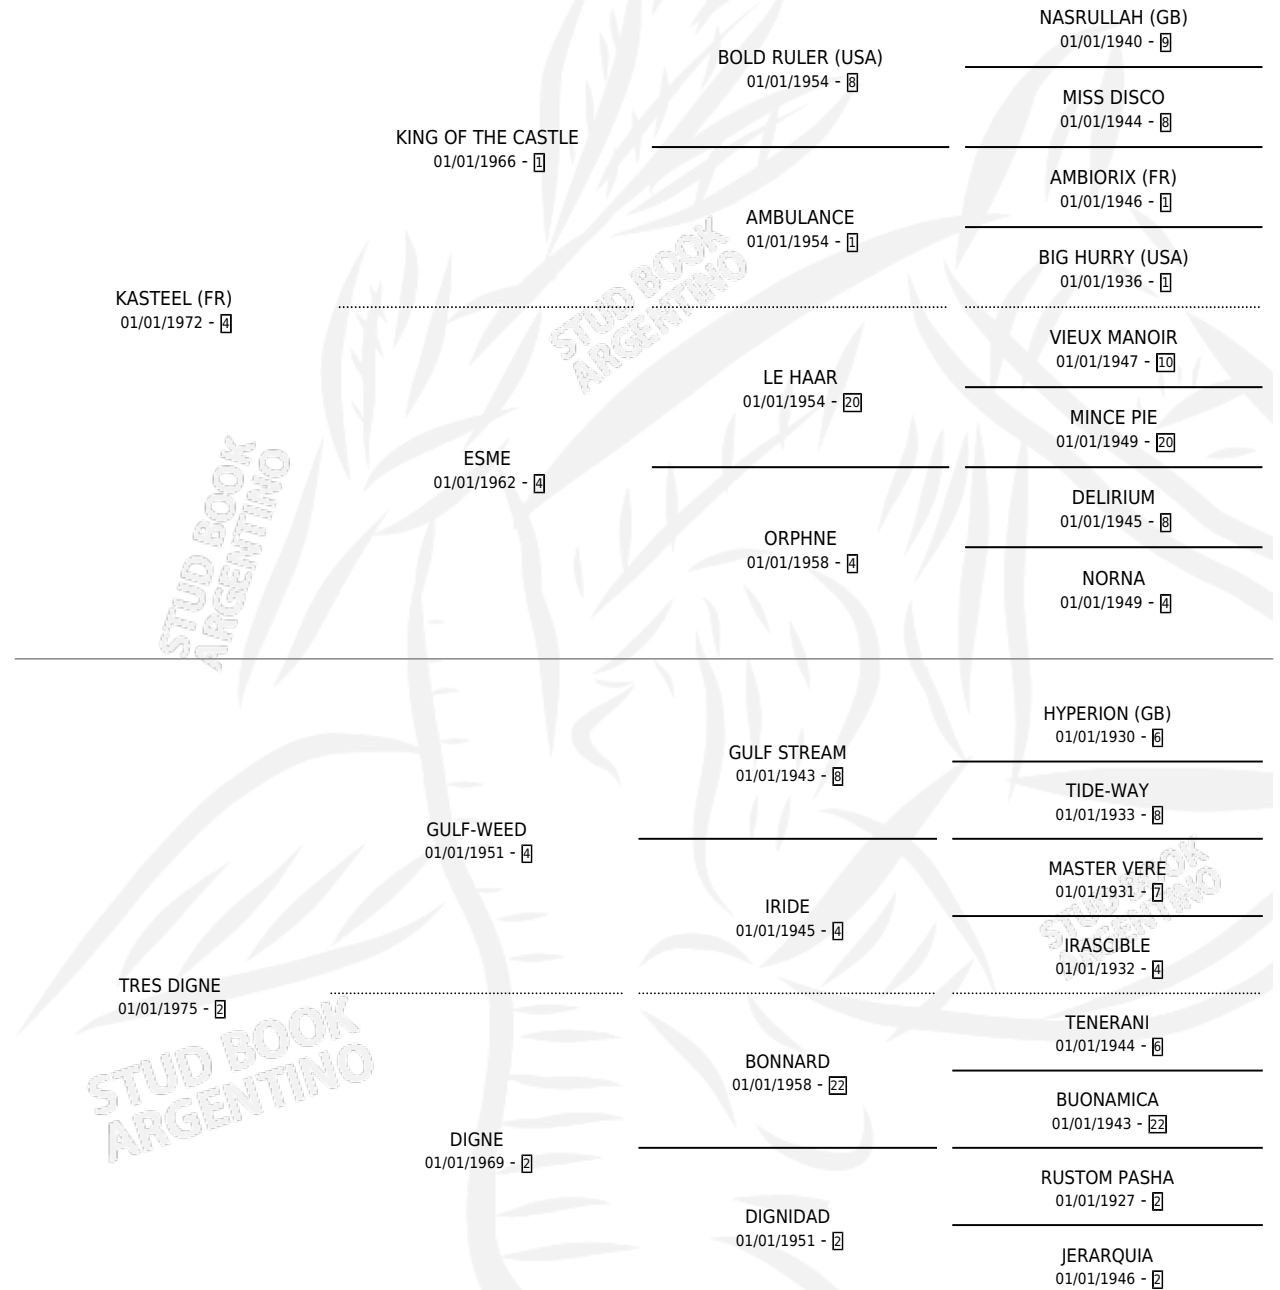 NASRULLAH (GB)
01/01/1940 - 9
BOLD RULER (USA)
01/01/1954 - 8
MISS DISCO
01/01/1944 - 8
KING OF THE CASTLE
01/01/1966 - 1
AMBIORIX (FR)
01/01/1946 - 1
AMBULANCE
01/01/1954 - 1
BIG HURRY (USA)
01/01/1936 - 1
KASTEEL (FR)
01/01/1972 - 4
VIEUX MANOIR
01/01/1947 - 10
LE HAAR
01/01/1954 - 20
MINCE PIE
01/01/1949 - 20
ESME
01/01/1962 - 4
DELIRIUM
01/01/1945 - 8
ORPHNE
01/01/1958 - 4
NORNA
01/01/1949 - 4
HYPERION (GB)
01/01/1930 - 6
GULF STREAM
01/01/1943 - 8
TIDE-WAY
01/01/1933 - 8
GULF-WEED
01/01/1951 - 4
MASTER VERE
01/01/1931 - 7
IRIDE
01/01/1945 - 4
IRASCIBLE
01/01/1932 - 4
TRES DIGNE
01/01/1975 - 2
TENERANI
01/01/1944 - 6
BONNARD
01/01/1958 - 22
BUONAMICA
01/01/1943 - 22
DIGNE
01/01/1969 - 2
RUSTOM PASHA
01/01/1927 - 2
DIGNIDAD
01/01/1951 - 2
JERARQUIA
01/01/1946 - 2
STUD BOOK
ARGENTINO
STUD BOOK
ARGENTINO
STUD BOOK
ARGENTINO
STUD BOOK
ARGENTINO